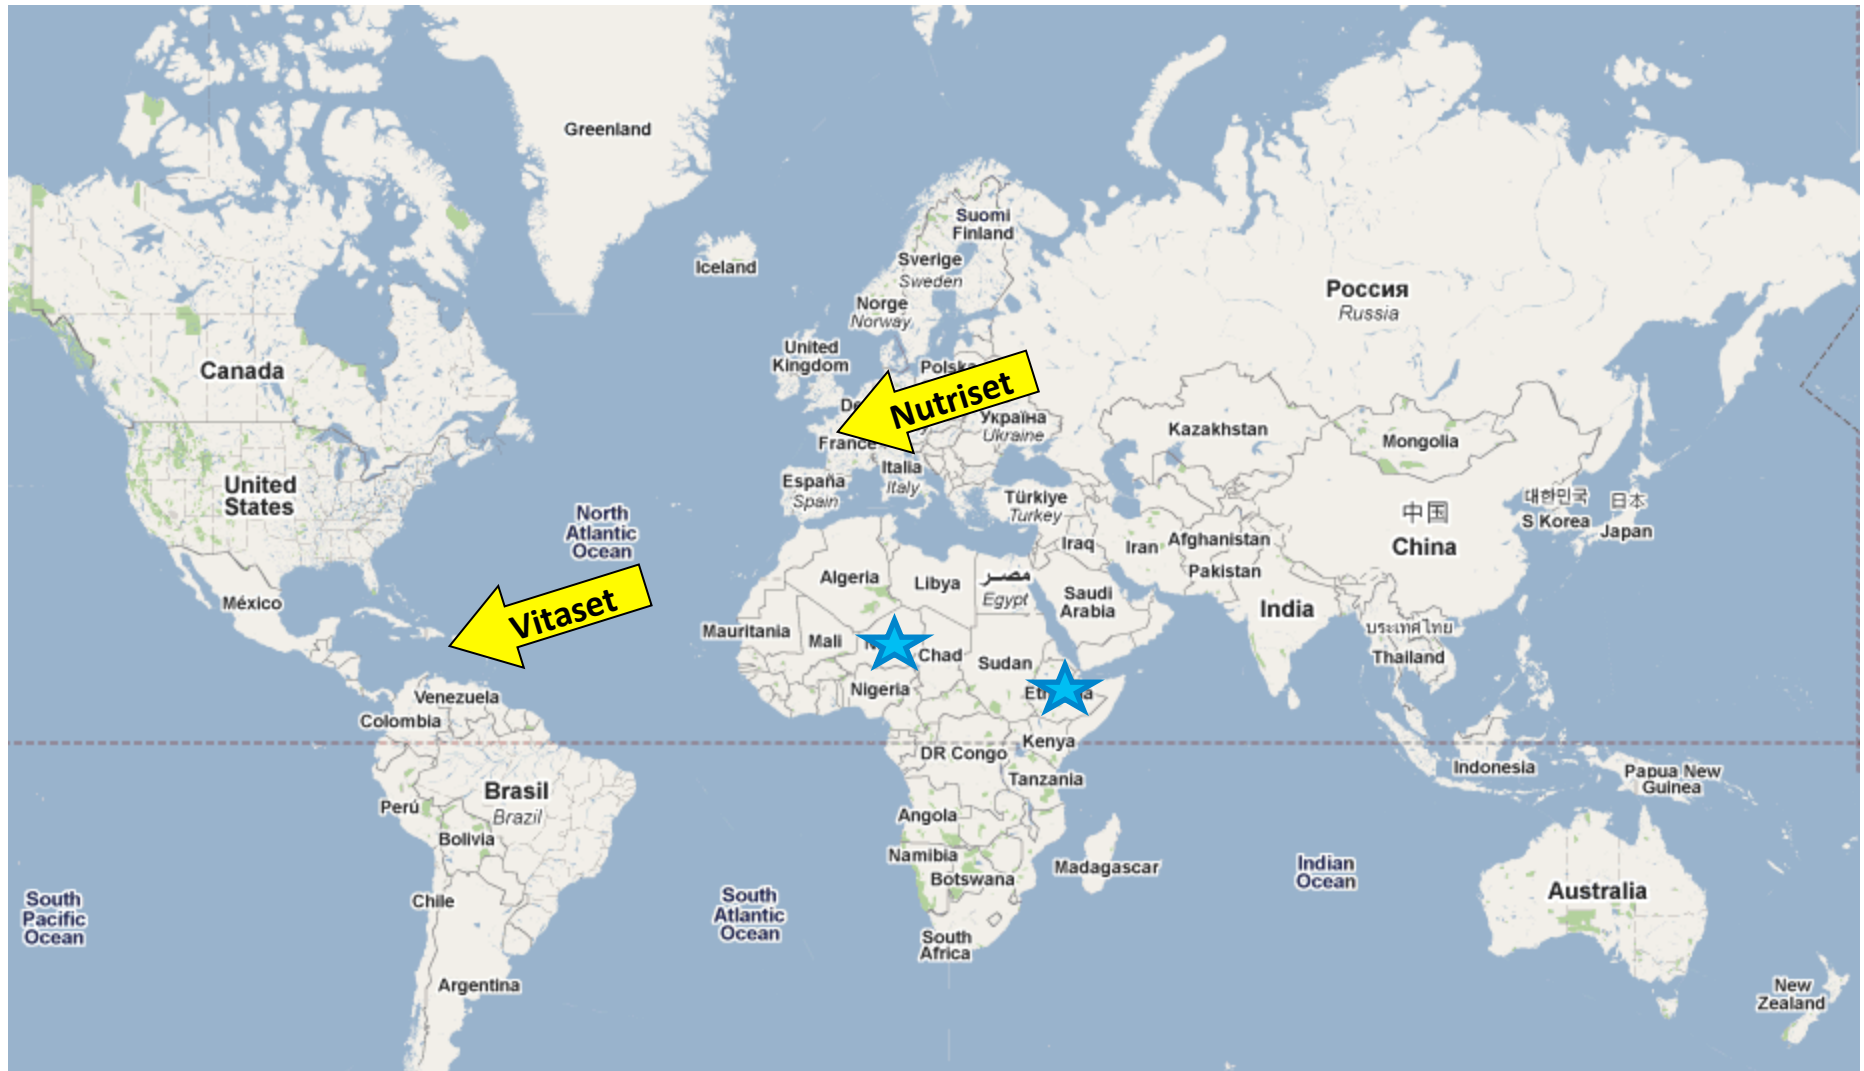 Greenland
Iceland
Suomi
Finland
Sverige
Sweden
Norge
Norway
Россия
Russia
United
Kingdom
Polska
Canada
Nutriset
Україна
Ukraine
France
Kazakhstan
Mongolia
United
States
España
Spain
Italia
Italy
Türkiye
Turkey
中国
China
대한민국
S Korea
日本
Japan
North
Atlantic
Ocean
Iraq
Iran
Afghanistan
Pakistan
Algeria
Libya
مصر
Egypt
Saudi
Arabia
India
México
Vitaset
Mauritania
Mali
Chad
Sudan
ประเทศไทย
Thailand
Nigeria
Venezuela
Colombia
Kenya
DR Congo
Tanzania
Indonesia
Papua New
Guinea
Brasil
Brazil
Perú
Bolivia
Angola
Namibia
Botswana
Madagascar
Indian
Ocean
Australia
Chile
South
Pacific
Ocean
South
Atlantic
Ocean
South
Africa
Argentina
New
Zealand